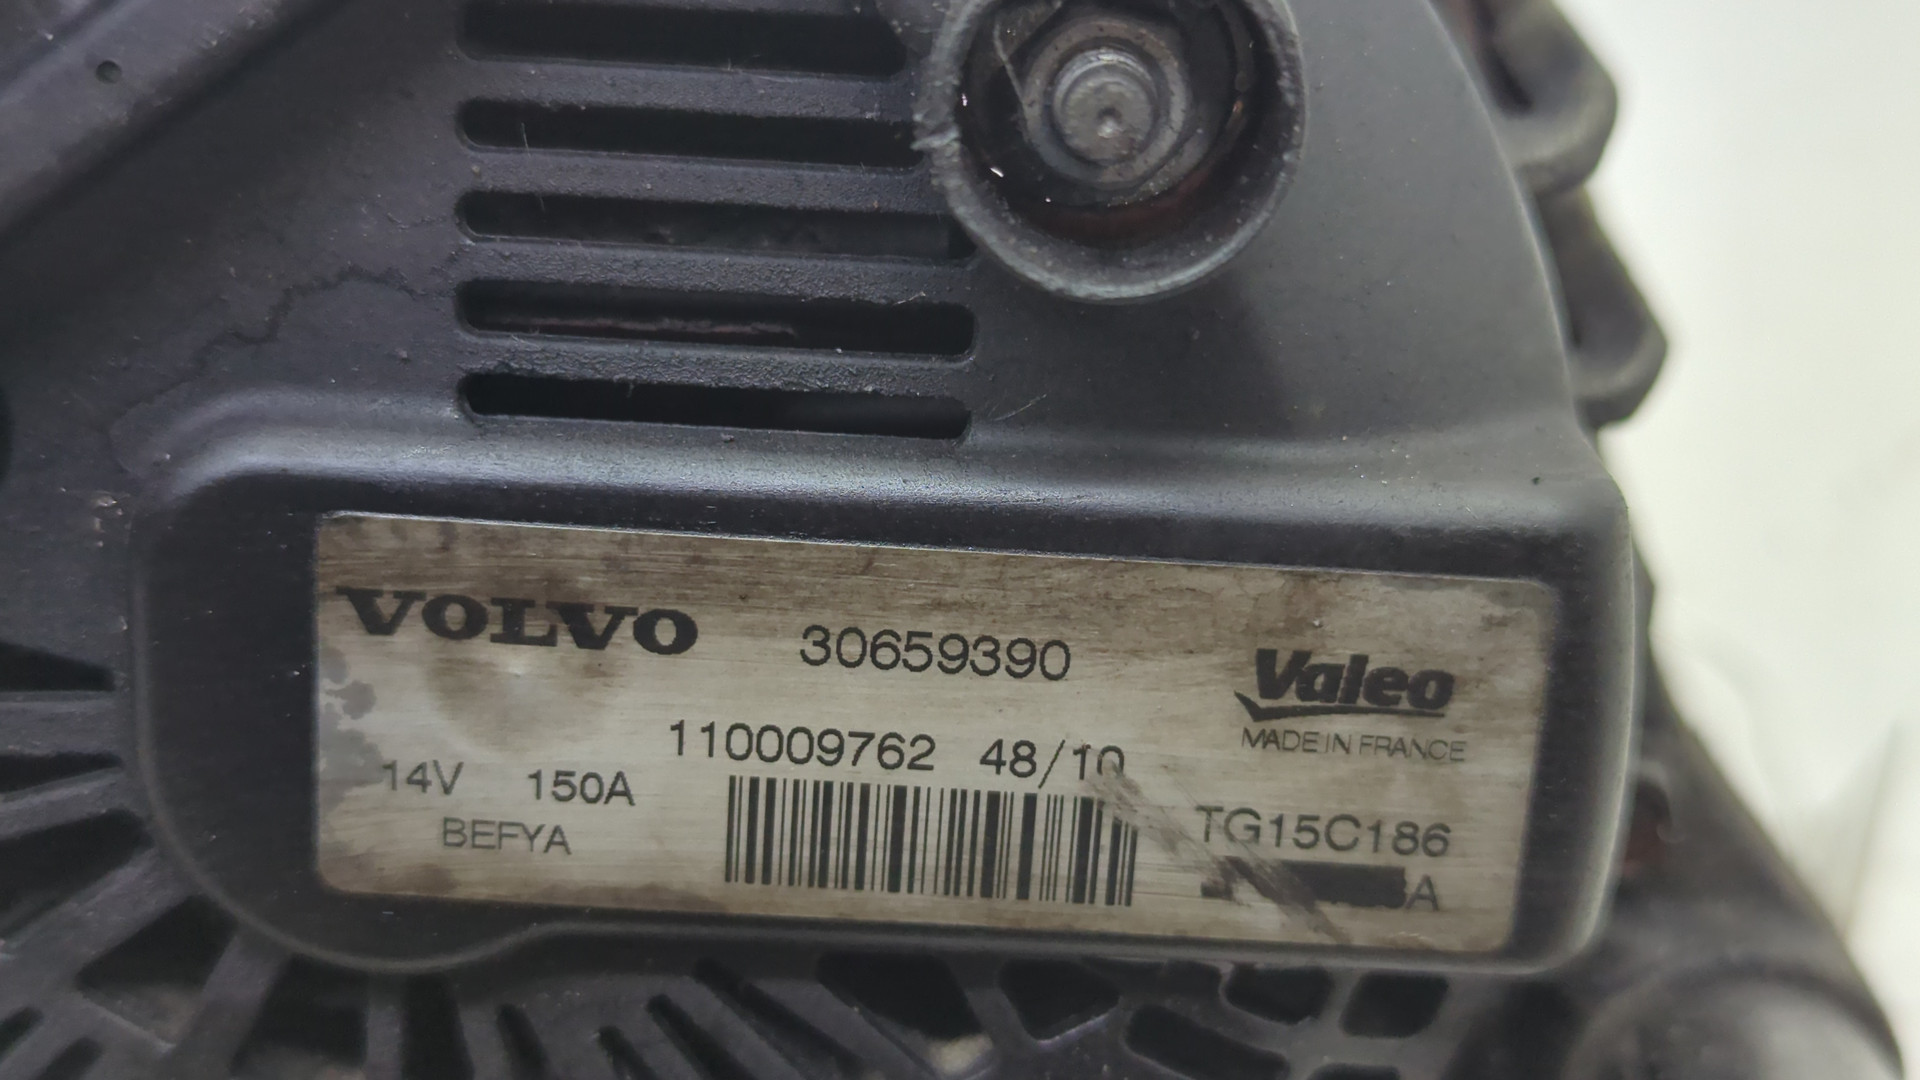 VOLVO 30659390
Valeo
MADE IN FRANCE
110009762 48/10
14V 150A
BEFYA
TG15C186